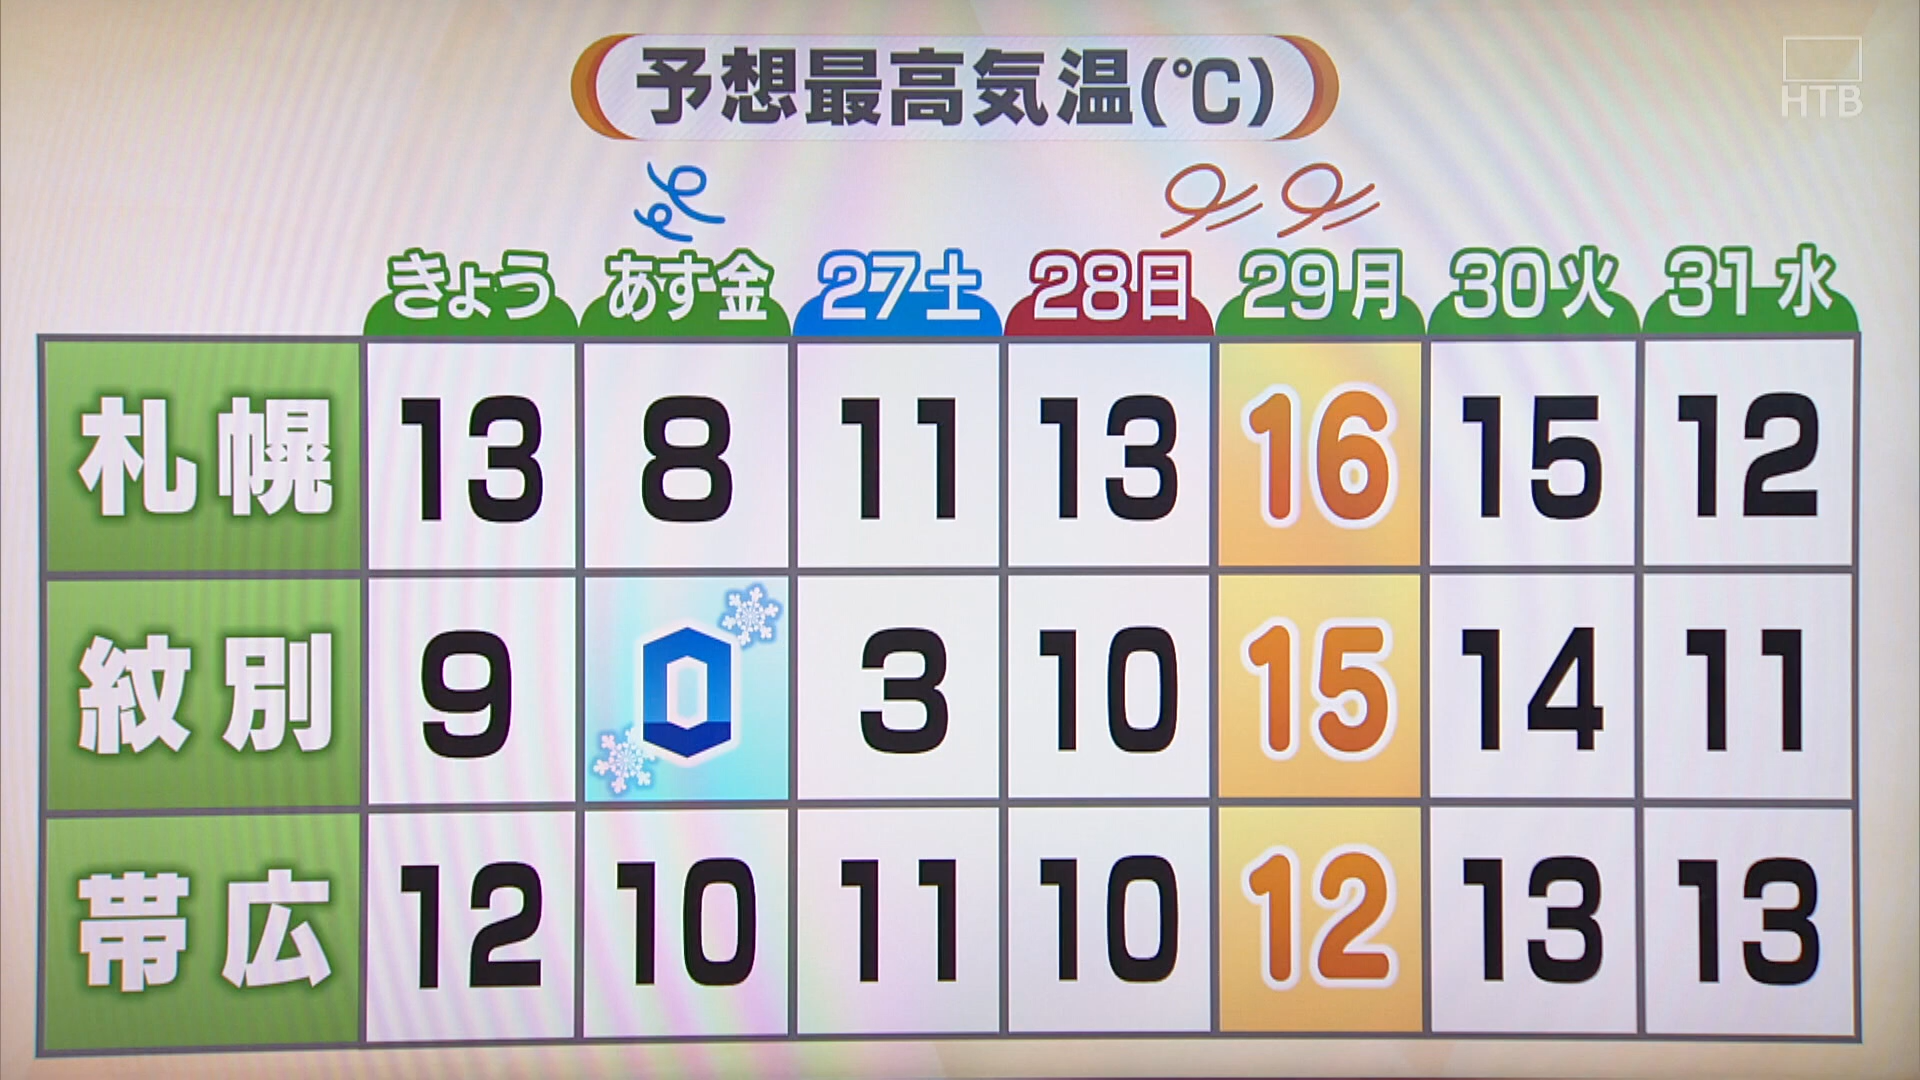 予想最高気温(℃)
HTB
きょう あす金 27土 28日 29月 30火 31水
札幌 13 8 11 13 16 15 12
紋別 9 0 3 10 15 14 11
帯広 12 10 11 10 12 13 13